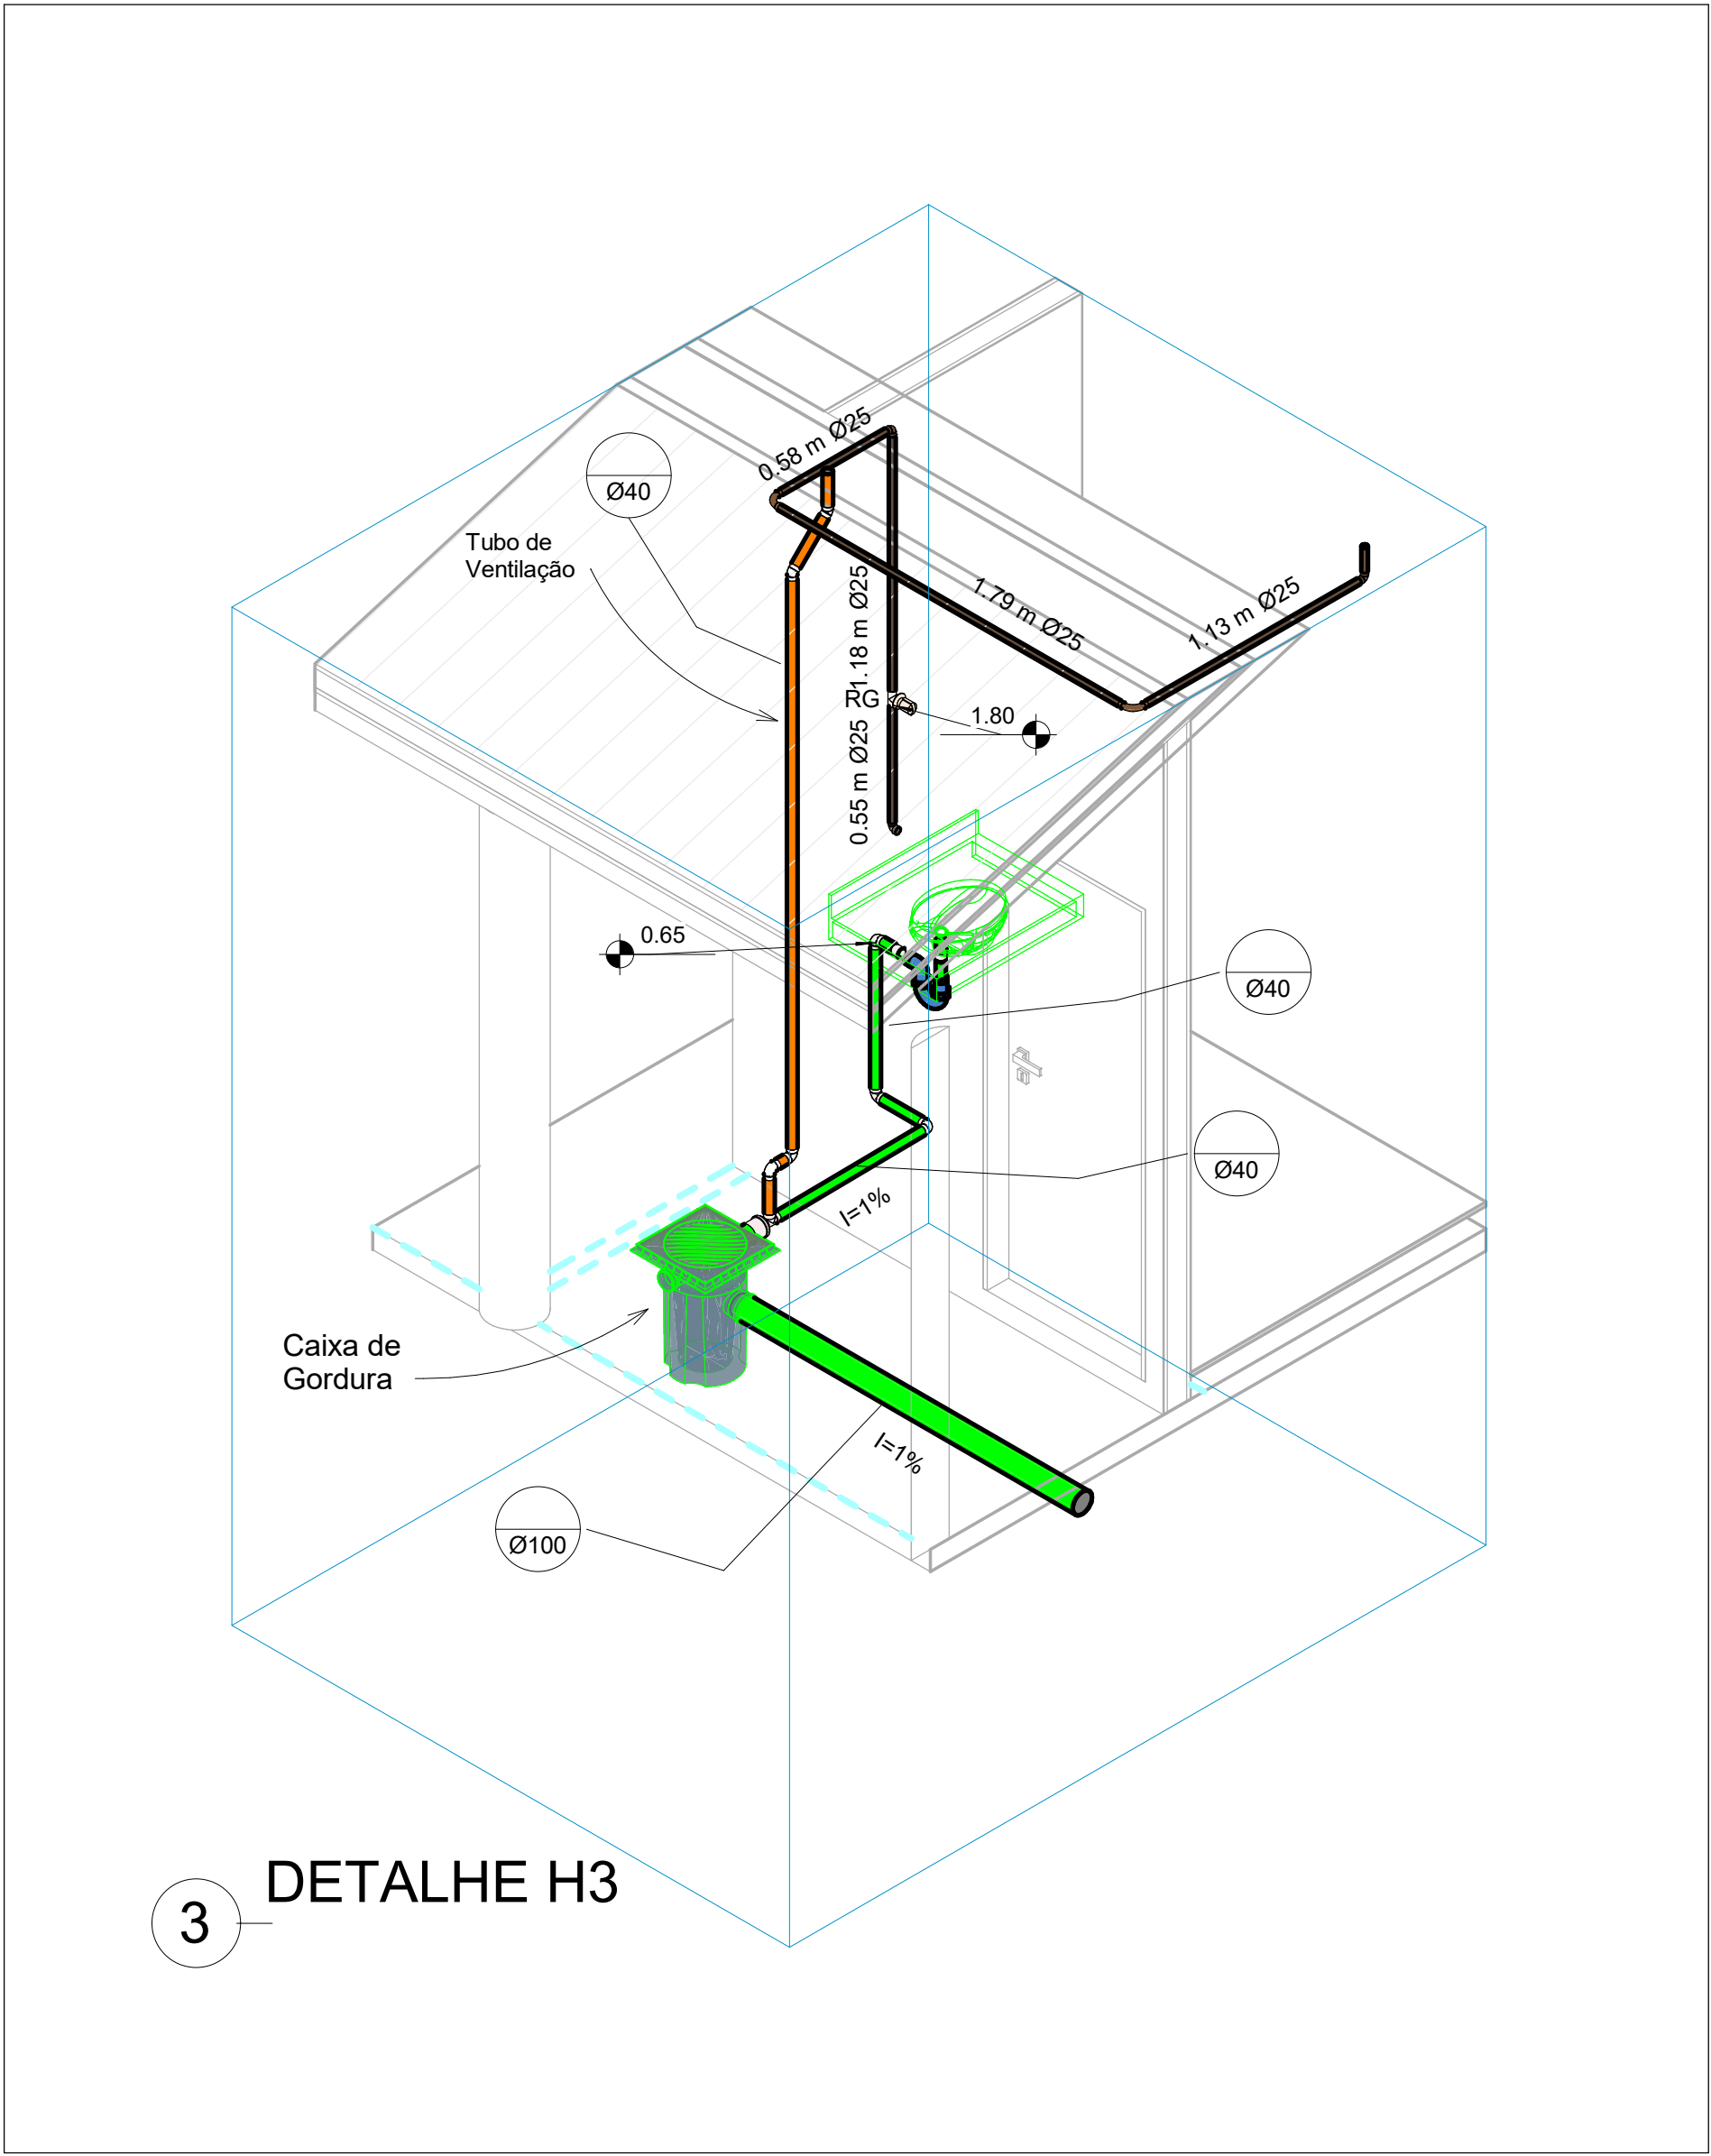 0.58 m Ø25
Ø40
Tubo de
Ventilação
1.18 m Ø25
1.79 m Ø25
1.13 m Ø25
RG
1.80
0.55 m Ø25
0.65
Ø40
Ø40
I=1%
Caixa de
Gordura
I=1%
Ø100
DETALHE H3
3